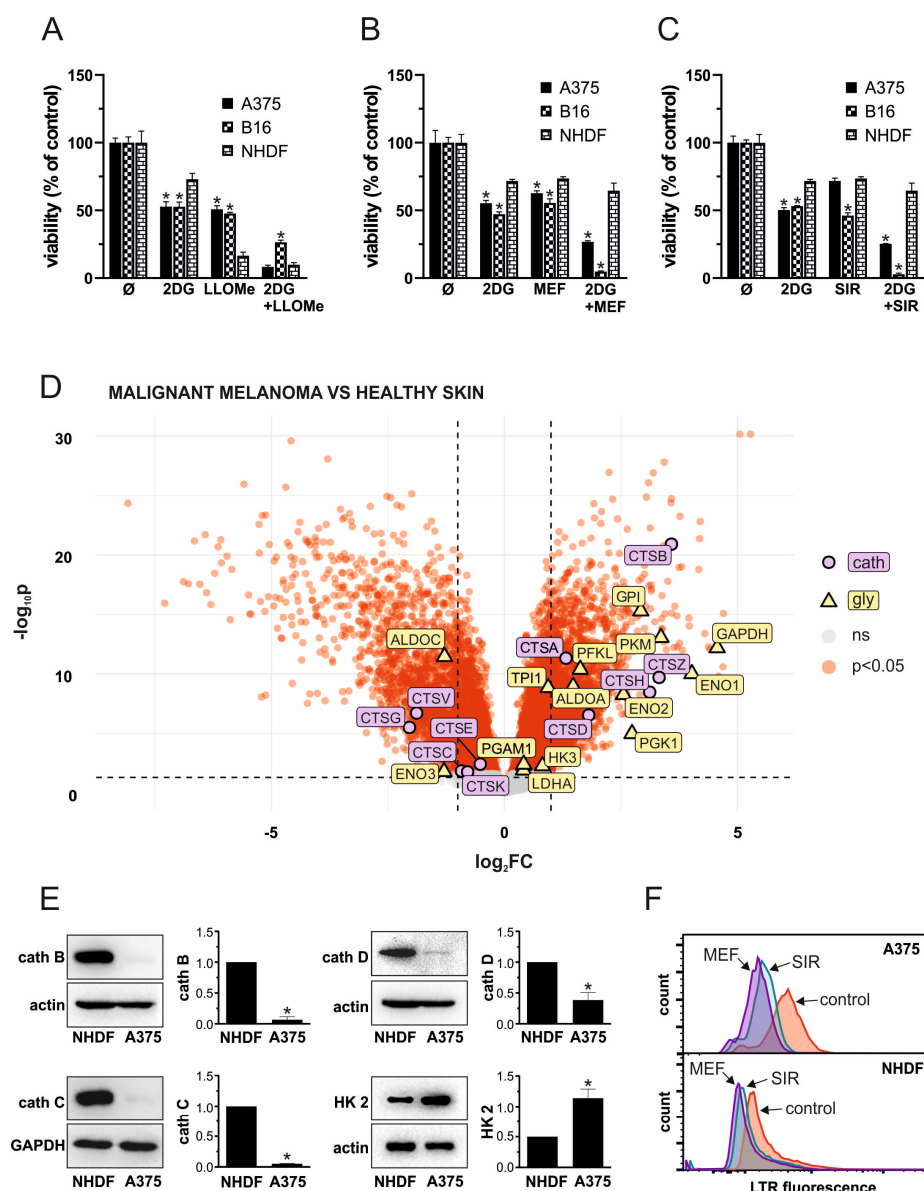 A
B
C
150
100
50
0
viability (% of control)
A375
B16
NHDF
* * * * *
Ø 2DG LLOMe 2DG
+LLOMe
150
100
50
0
viability (% of control)
A375
B16
NHDF
* * * * * *
Ø 2DG MEF 2DG
+MEF
150
100
50
0
viability (% of control)
A375
B16
NHDF
* * * * *
Ø 2DG SIR 2DG
+SIR
D
MALIGNANT MELANOMA VS HEALTHY SKIN
30
20
10
0
-log₁₀p
CTSB
GPI
ALDOC
CTSA
PFKL
PKM
GAPDH
TPI1
CTSH
CTSZ
ALDOA
ENO1
CTSV
CTSG
CTSE
CTSD
ENO2
PGK1
CTSC
PGAM1
HK3
ENO3
CTSK
LDHA
-5 0 5
log₂FC
cath
gly
ns
p<0.05
E
F
cath B
actin
NHDF A375
cath B
1.5
1.0
0.5
0.0
*
NHDF A375
cath D
actin
NHDF A375
cath D
1.5
1.0
0.5
0.0
*
NHDF A375
cath C
GAPDH
NHDF A375
cath C
1.5
1.0
0.5
0.0
*
NHDF A375
HK 2
actin
NHDF A375
HK 2
1.5
1.0
0.5
0.0
*
NHDF A375
A375
MEF
SIR
control
count
NHDF
MEF
SIR
control
count
LTR fluorescence